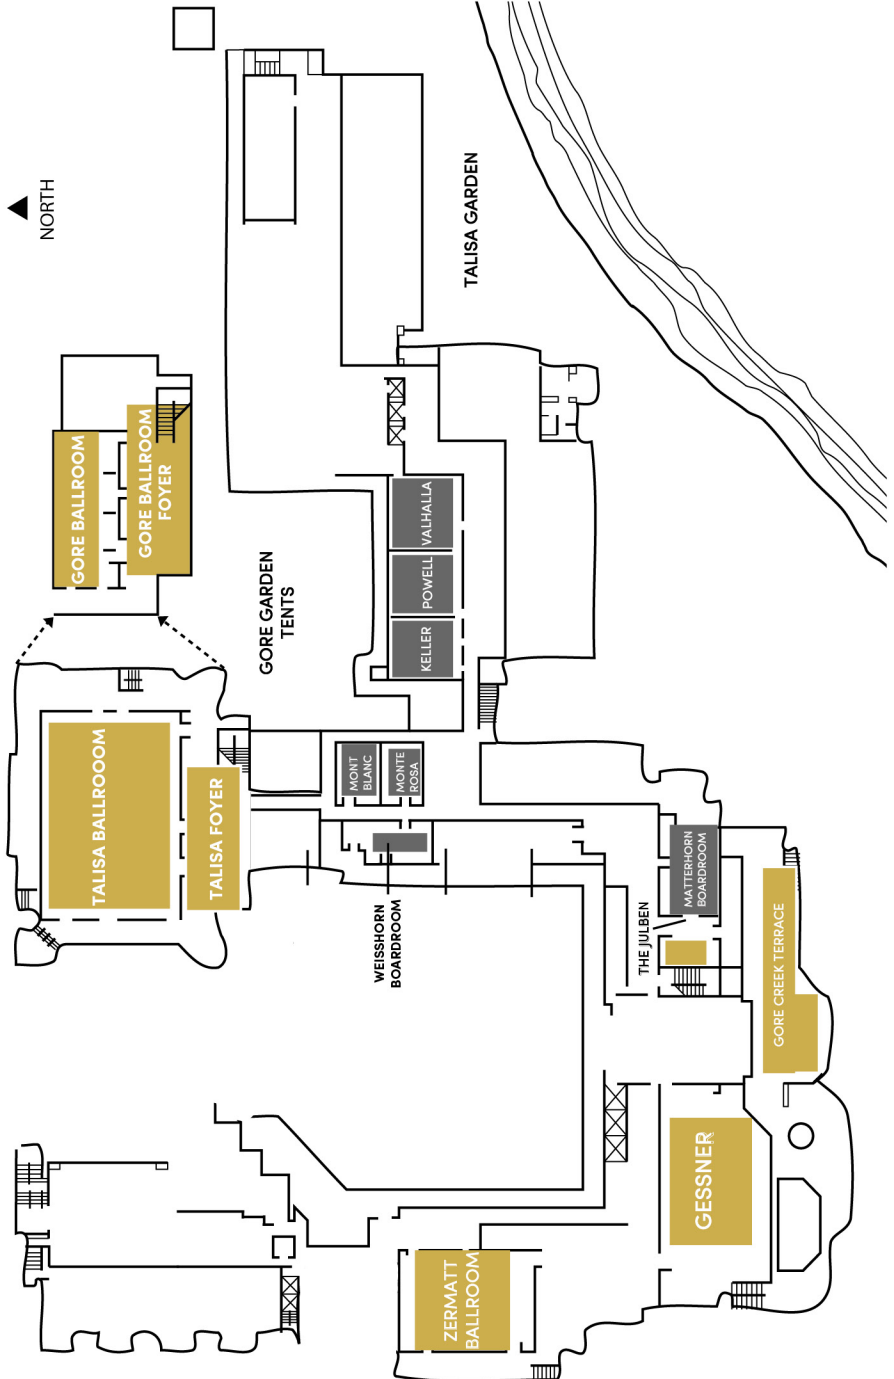 NORTH
TALISA GARDEN
GORE BALLROOM
GORE BALLROOM
FOYER
VALHALLA
POWELL
KELLER
GORE GARDEN
TENTS
TALISA BALLROOOM
TALISA FOYER
MONT
BLANC
MONTE
ROSA
WEISSHORN
BOARDROOM
MATTERHORN
BOARDROOM
THE JULBEN
GORE CREEK TERRACE
GESSNER
ZERMATT
BALLROOM